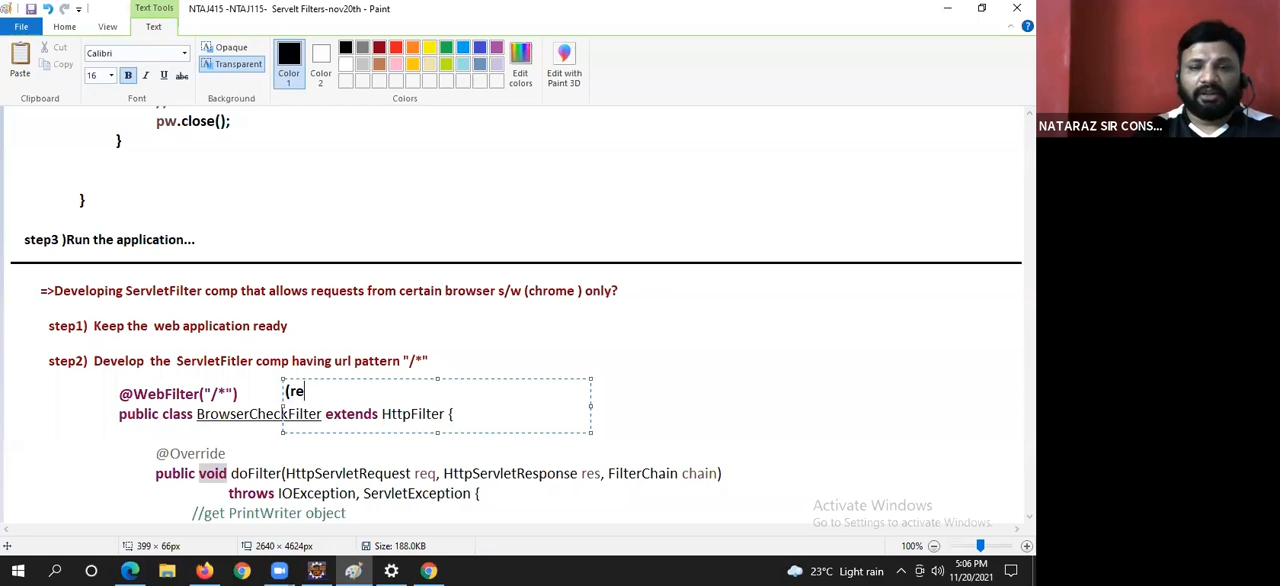 Text Tools
NTAJ415 -NTAJ115- Servelt Filters-nov20th - Paint
File
Home
View
Text
Paste
Cut
Copy
Calibri
16
B
I
U
abc
Opaque
Transparent
Color
1
Color
2
Edit
colors
Edit with
Paint 3D
Clipboard
Font
Background
Colors
pw.close();
}
}
step3 )Run the application...
=>Developing ServletFilter comp that allows requests from certain browser s/w (chrome ) only?
step1) Keep the web application ready
step2) Develop the ServletFitler comp having url pattern "/*"
@WebFilter("/*") (re
public class BrowserCheckFilter extends HttpFilter {
@Override
public void doFilter(HttpServletRequest req, HttpServletResponse res, FilterChain chain)
throws IOException, ServletException {
//get PrintWriter object
NATARAZ SIR CONS...
Activate Windows
Go to Settings to activate Windows.
399 × 66px
2640 × 4624px
Size: 188.0KB
100%
23°C Light rain
5:06 PM
11/20/2021